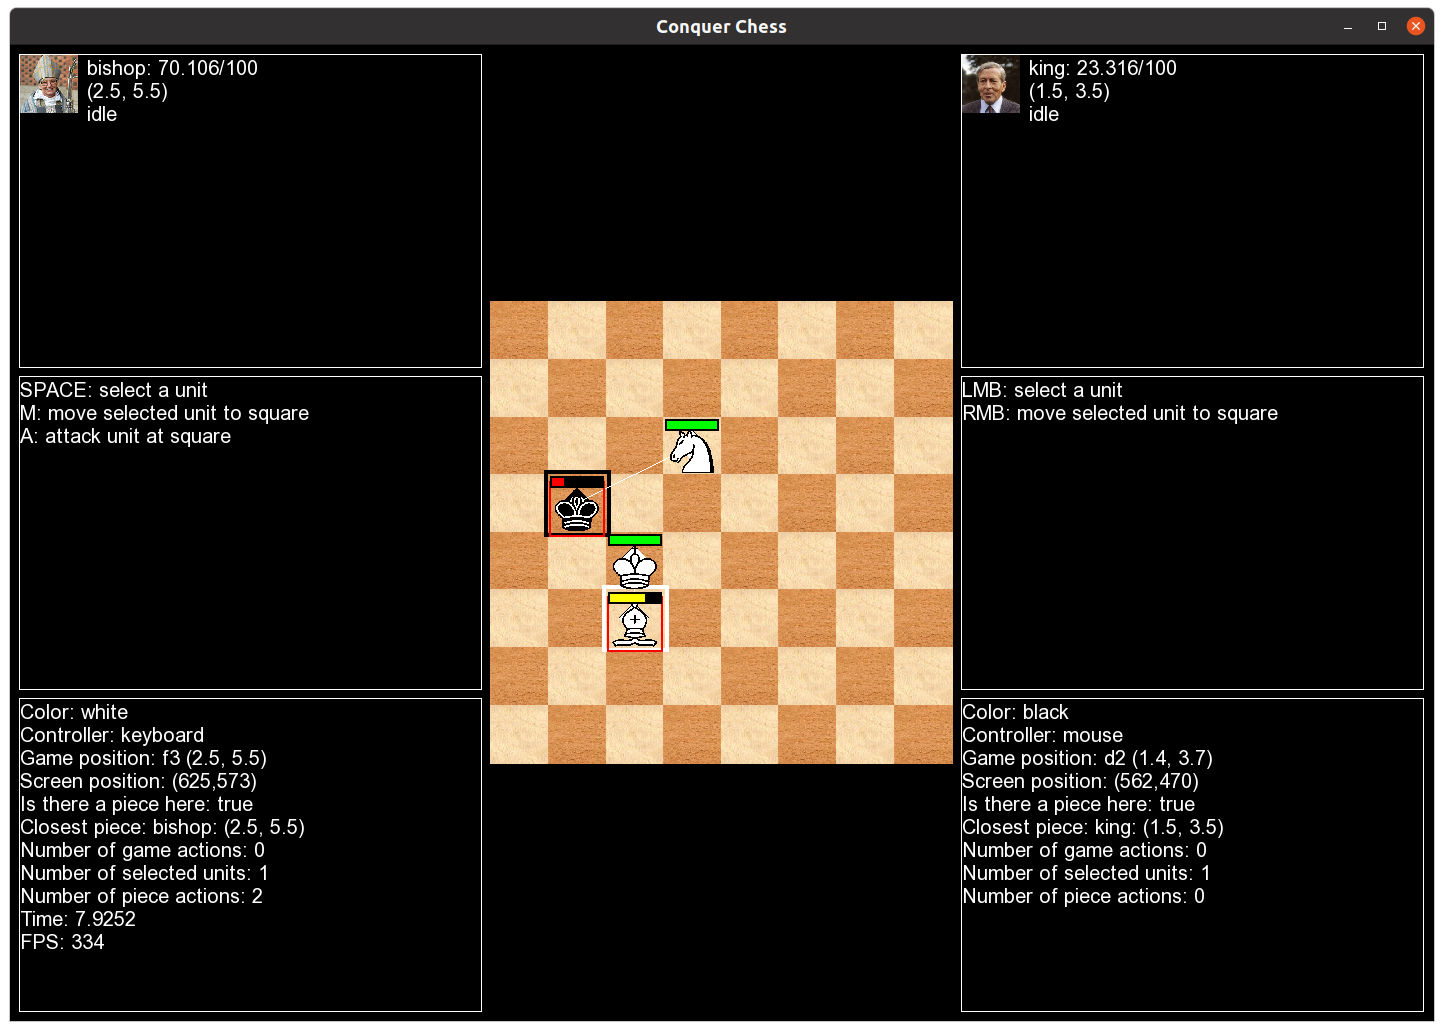 Conquer Chess
bishop: 70.106/100
(2.5, 5.5)
idle
SPACE: select a unit
M: move selected unit to square
A: attack unit at square
Color: white
Controller: keyboard
Game position: f3 (2.5, 5.5)
Screen position: (625,573)
Is there a piece here: true
Closest piece: bishop: (2.5, 5.5)
Number of game actions: 0
Number of selected units: 1
Number of piece actions: 2
Time: 7.9252
FPS: 334
king: 23.316/100
(1.5, 3.5)
idle
LMB: select a unit
RMB: move selected unit to square
Color: black
Controller: mouse
Game position: d2 (1.4, 3.7)
Screen position: (562,470)
Is there a piece here: true
Closest piece: king: (1.5, 3.5)
Number of game actions: 0
Number of selected units: 1
Number of piece actions: 0